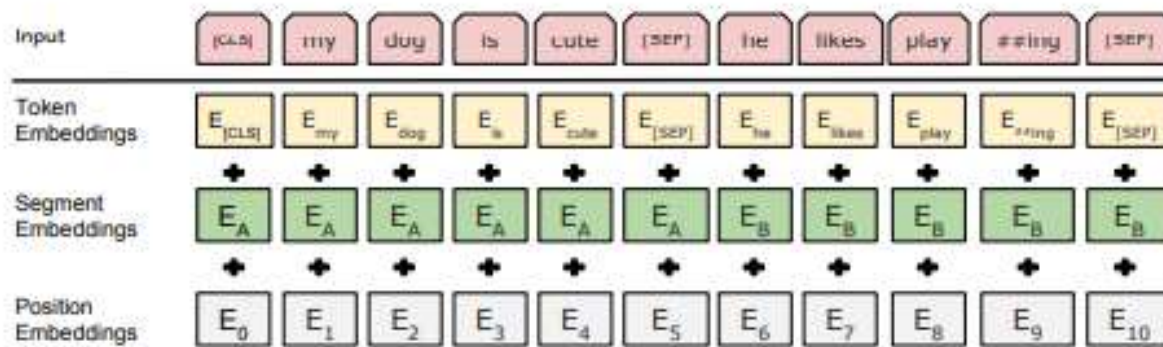 Input [CLS] my dog is cute [SEP] he likes play ##ing [SEP]
Token Embeddings E[CLS] Emy Edog Eis Ecute E[SEP] Ehe Elikes Eplay E##ing E[SEP]
+ + + + + + + + + + +
Segment Embeddings EA EA EA EA EA EA EB EB EB EB EB
+ + + + + + + + + + +
Position Embeddings E0 E1 E2 E3 E4 E5 E6 E7 E8 E9 E10